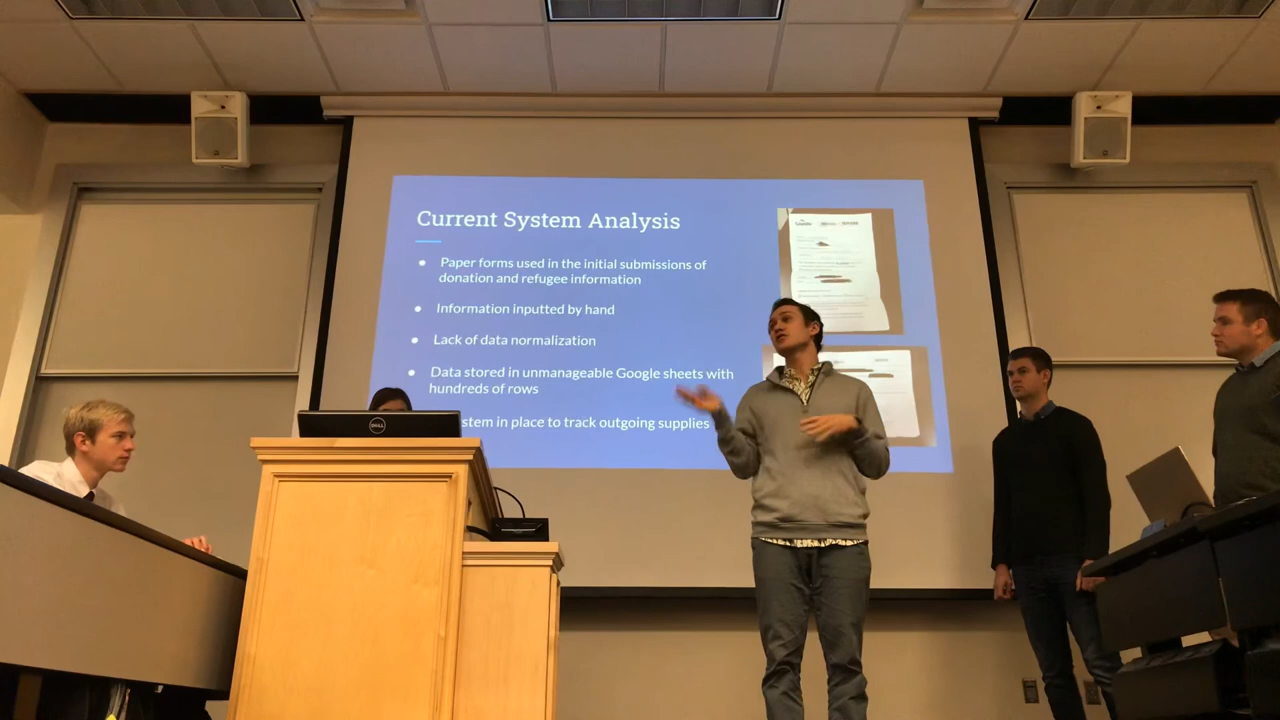 Current System Analysis
● Paper forms used in the initial submissions of
donation and refugee information
● Information inputted by hand
● Lack of data normalization
● Data stored in unmanageable Google sheets with
hundreds of rows
in place to track outgoing supplies
DELL